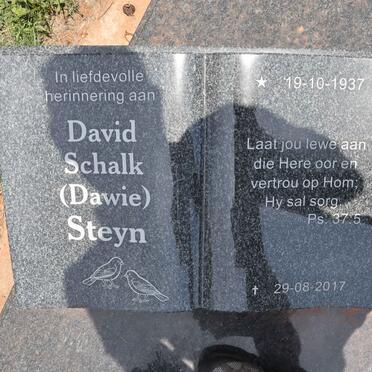 In liefdevolle
herinnering aan
David
Schalk
(Dawie)
Steyn
★ 19-10-1937
Laat jou lewe aan
die Here oor en
vertrou op Hom;
Hy sal sorg.
Ps. 37:5
✝ 29-08-2017